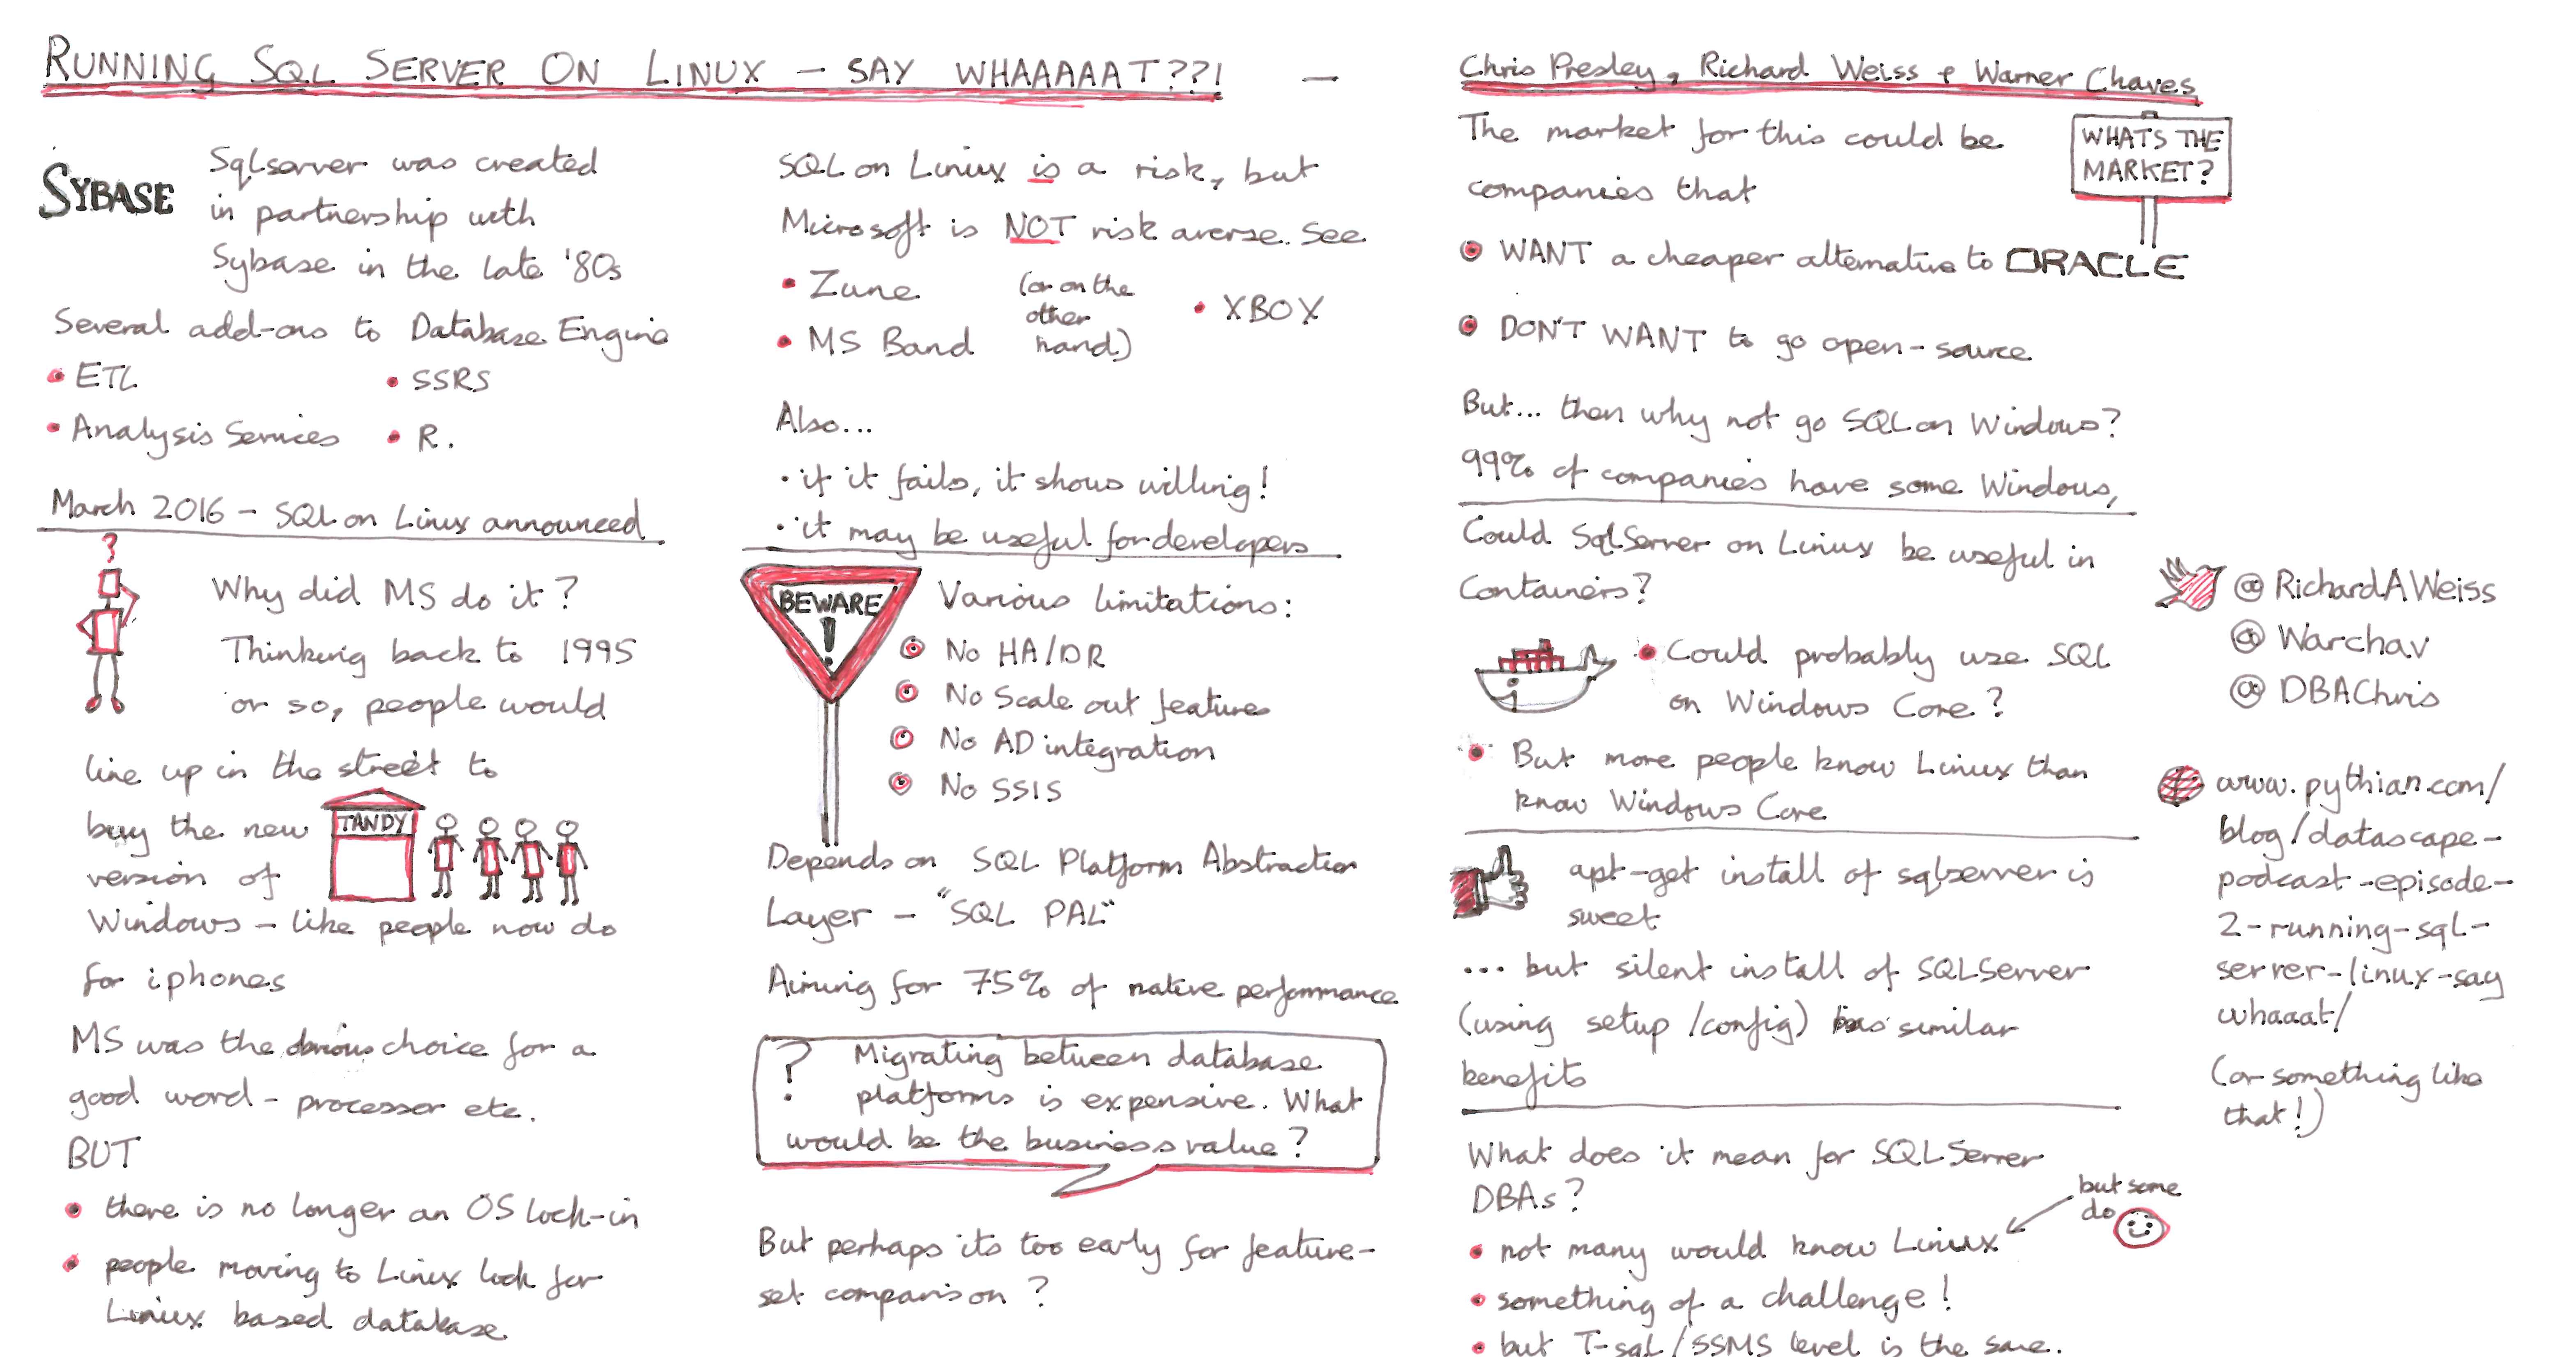 RUNNING SQL SERVER ON LINUX - SAY WHAAAAAT??! -
Chris Presley, Richard Weiss + Warner Chaves
SYBASE
Sqlserver was created
in partnership with
Sybase in the late '80s
Several add-ons to Database Engine
• ETL
• SSRS
• Analysis Services
• R.
March 2016 - SQL on Linux announced
?
Why did MS do it?
Thinking back to 1995
or so, people would
line up in the street to
buy the new
version of
TANDY
Windows - like people now do
for iphones
MS was the obvious choice for a
good word-processor etc.
BUT
• there is no longer an OS lock-in
• people moving to Linux look for
Linux based database
SQL on Linux is a risk, but
Microsoft is NOT risk averse. See
• Zune
• MS Band
(or on the
other
hand)
• XBOX
Also...
• if it fails, it shows willing!
• it may be useful for developers
BEWARE
!
Various limitations:
No HA/DR
No Scale out features
No AD integration
No SSIS
Depends on SQL Platform Abstraction
Layer - "SQL PAL"
Aiming for 75% of native performance
? Migrating between database
platforms is expensive. What
would be the business value?
But perhaps its too early for feature-
set comparison?
The market for this could be
companies that
WHATS THE
MARKET?
• WANT a cheaper alternative to ORACLE
• DON'T WANT to go open-source
But... then why not go SQL on Windows?
99% of companies have some Windows,
Could SqlServer on Linux be useful in
Containers?
• Could probably use SQL
on Windows Core?
• But more people know Linux than
know Windows Core
apt-get install of sqlserver is
sweet
... but silent install of SQLServer
(using setup /config) has similar
benefits
What does it mean for SQLServer
DBAs?
• not many would know Linux
but some
do
• something of a challenge!
• but T-sql/SSMS level is the same.
@RichardAWeiss
@Warchav
@DBAChris
www.pythian.com/
blog/datascape-
podcast-episode-
2-running-sql-
server-linux-say
whaaat/
(or something like
that!)